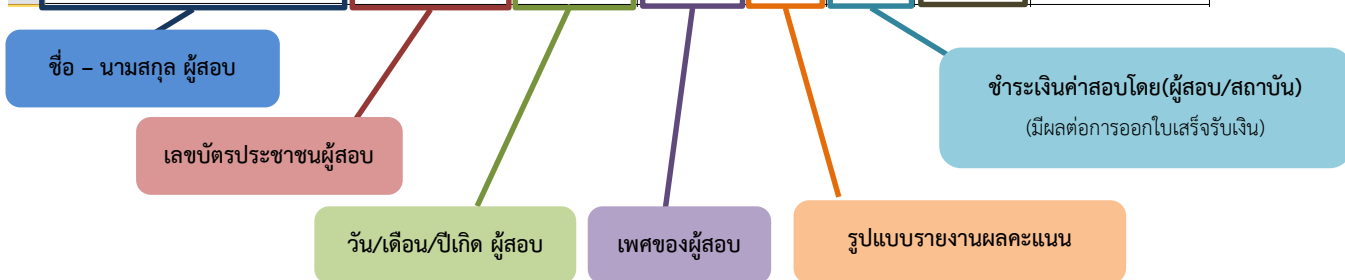 ชื่อ – นามสกุล ผู้สอบ
ชำระเงินค่าสอบโดย(ผู้สอบ/สถาบัน)
(มีผลต่อการออกใบเสร็จรับเงิน)
เลขบัตรประชาชนผู้สอบ
วัน/เดือน/ปีเกิด ผู้สอบ
เพศของผู้สอบ
รูปแบบรายงานผลคะแนน